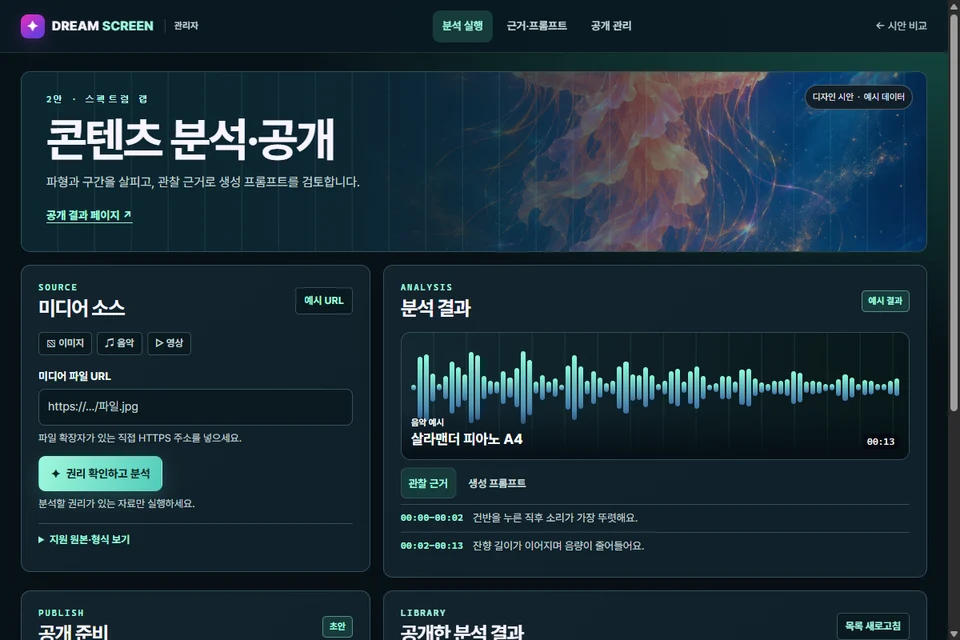 DREAM SCREEN 관리자
분석 실행
근거·프롬프트
공개 관리
← 시안 비교
2안 · 스펙트럼 랩
디자인 시안 · 예시 데이터
콘텐츠 분석·공개
파형과 구간을 살피고, 관찰 근거로 생성 프롬프트를 검토합니다.
공개 결과 페이지 ↗
SOURCE
미디어 소스
예시 URL
이미지
음악
영상
미디어 파일 URL
https://.../파일.jpg
파일 확장자가 있는 직접 HTTPS 주소를 넣으세요.
✦ 권리 확인하고 분석
분석할 권리가 있는 자료만 실행하세요.
▶ 지원 원본·형식 보기
ANALYSIS
분석 결과
예시 결과
음악 예시
살라맨더 피아노 A4
00:13
관찰 근거
생성 프롬프트
00:00–00:02 건반을 누른 직후 소리가 가장 뚜렷해요.
00:02–00:13 잔향 길이가 이어지며 음량이 줄어들어요.
PUBLISH
공개 준비
초안
LIBRARY
공개한 분석 결과
목록 새로고침